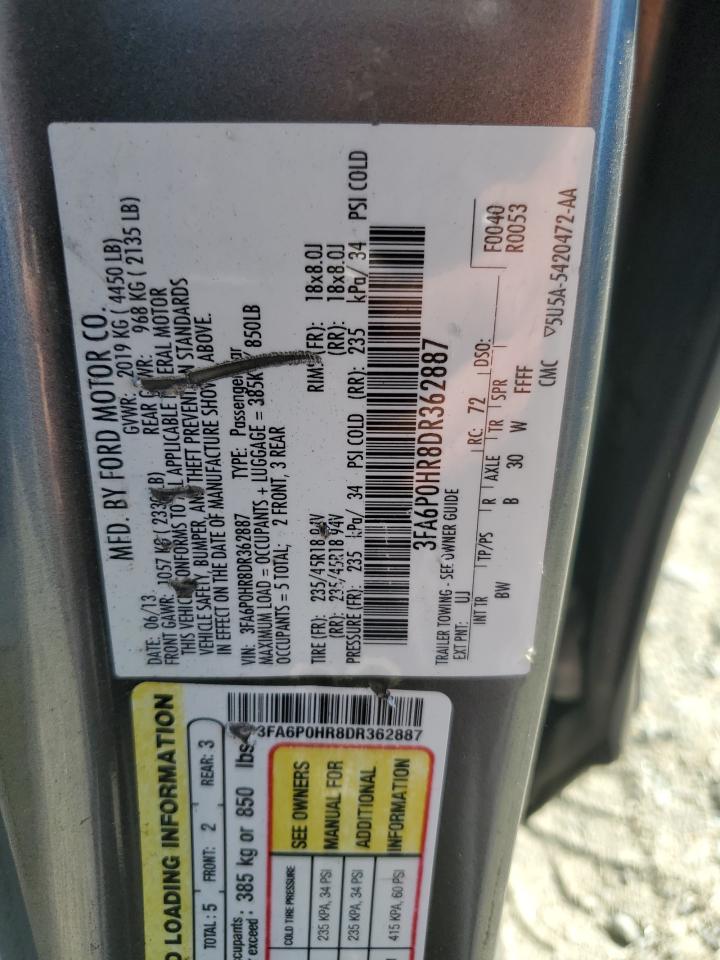 MFD. BY FORD MOTOR CO.
DATE: 06/13 GVWR: 2019 KG ( 4450 LB)
FRONT GAWR: 1057 KG ( LB) REAR 968 KG ( 2135 LB)
THIS VEHICLE CONFORMS TO ALL APPLICABLE FEDERAL MOTOR
VEHICLE SAFETY, BUMPER, AND THEFT PREVENTION STANDARDS
IN EFFECT ON THE DATE OF MANUFACTURE SHOWN ABOVE.
VIN: 3FA6P0HR8DR362887 TYPE: Passenger
MAXIMUM LOAD = OCCUPANTS + LUGGAGE = 385K / 850LB
OCCUPANTS = 5 TOTAL: 2 FRONT, 3 REAR
TIRE (FR): 235/45R18 94V RIMS (FR): 18x8.0J
(RR): 235/45R18 94V (RR): 18x8.0J
PRESSURE (FR): 235 kPa/ 34 PSI COLD (RR): 235 kPa/ 34 PSI COLD
3FA6P0HR8DR362887
TRAILER TOWING - SEE OWNER GUIDE
EXT PNT: UJ RC: 72 DSO: F0040
R0053
INT TR TP/PS R AXLE TR SPR
BW B 30 W FFFF
CMC ▽5U5A-5420472-AA
LOADING INFORMATION
TOTAL : 5 FRONT: 2 REAR: 3
exceed : 385 kg or 850 lbs.
3FA6P0HR8DR362887
COLD TIRE PRESSURE SEE OWNERS
235 KPA, 34 PSI MANUAL FOR
235 KPA, 34 PSI ADDITIONAL
415 KPA, 60 PSI INFORMATION